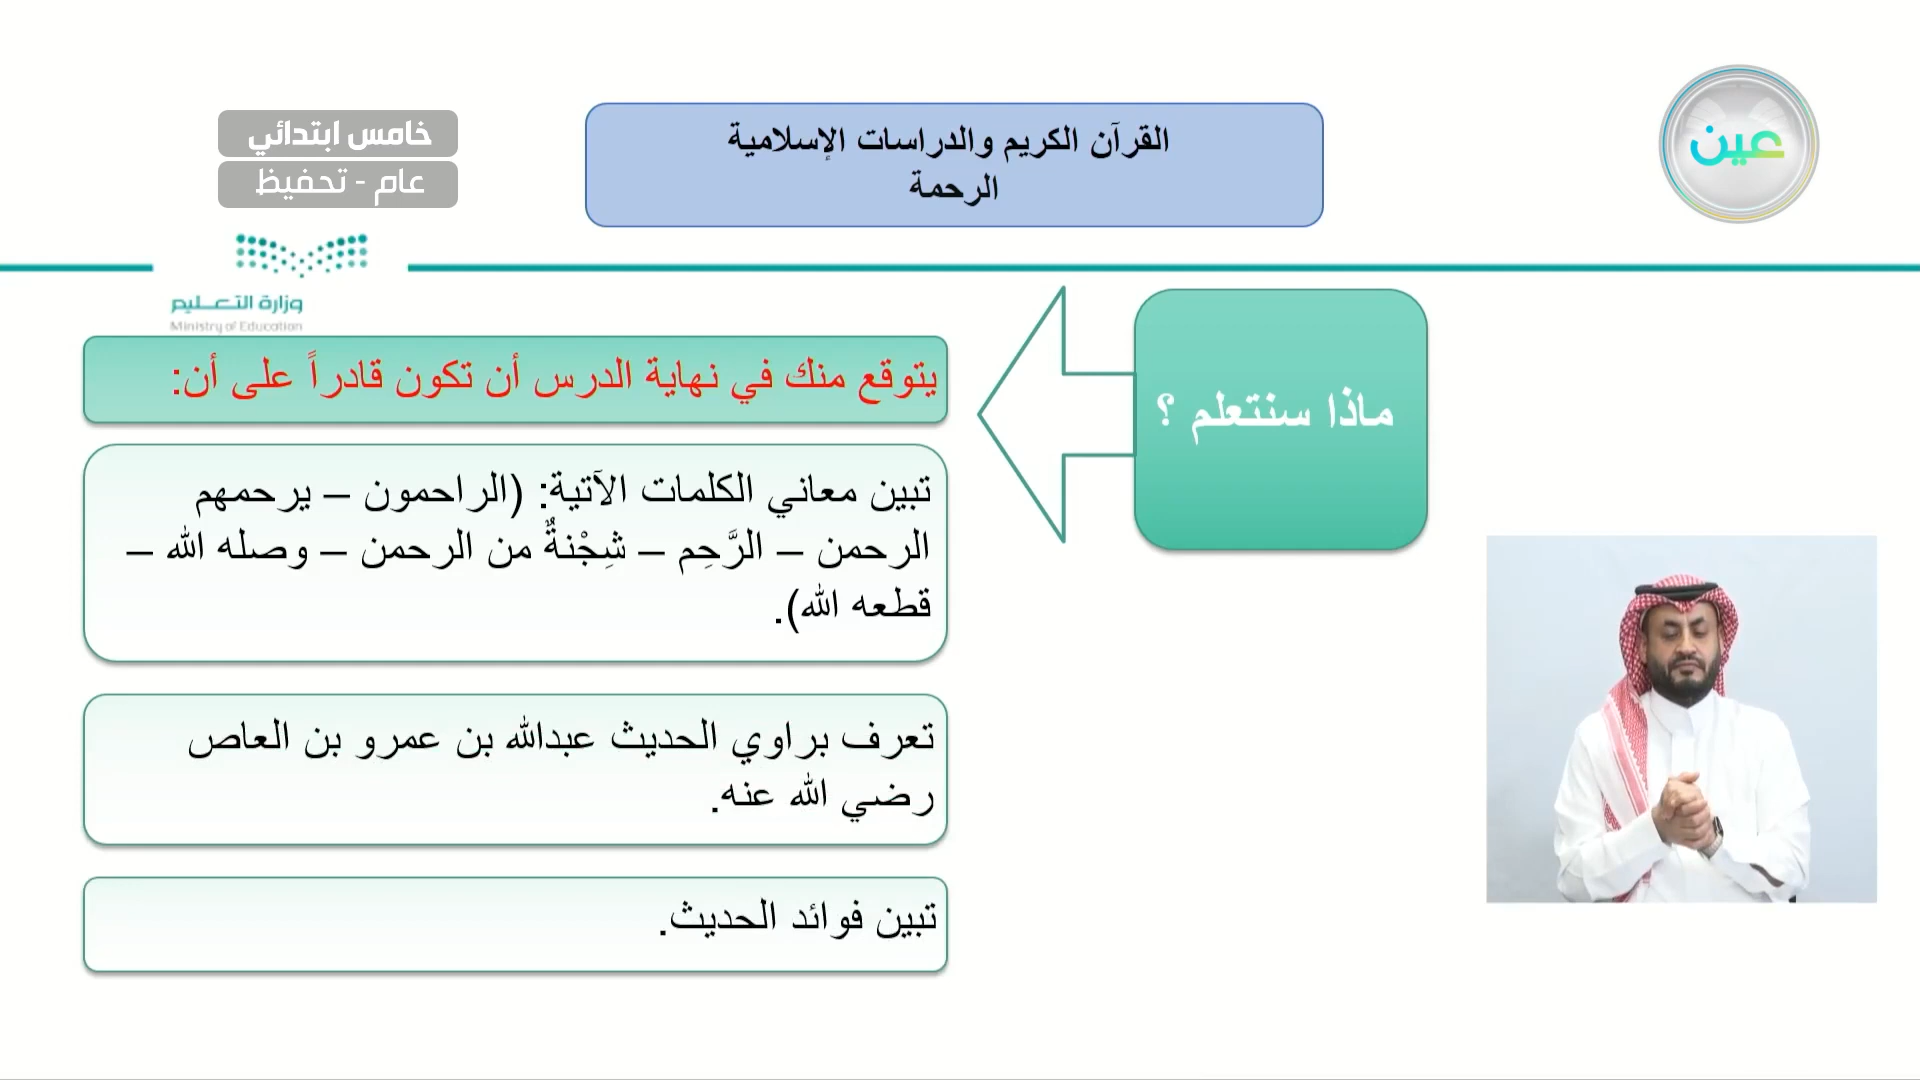 القرآن الكريم والدراسات الإسلامية
الرحمة
عين
خامس ابتدائي
عام - تحفيظ
وزارة التعليم
Ministry of Education
ماذا سنتعلم ؟
يتوقع منك في نهاية الدرس أن تكون قادراً على أن:
تبين معاني الكلمات الآتية: (الراحمون – يرحمهم
الرحمن – الرَّحِم – شِجْنةٌ من الرحمن – وصله الله –
قطعه الله).
تعرف براوي الحديث عبدالله بن عمرو بن العاص
رضي الله عنه.
تبين فوائد الحديث.